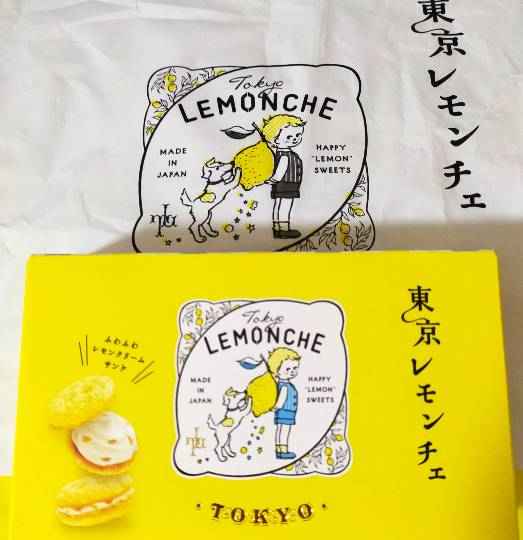 Tokyo
LEMONCHE
MADE
IN
JAPAN
HAPPY
"LEMON"
SWEETS
東京レモンチェ
ふわふわ
レモンクリーム
サンド
Tokyo
LEMONCHE
MADE
IN
JAPAN
HAPPY
"LEMON"
SWEETS
東京レモンチェ
・TOKYO・